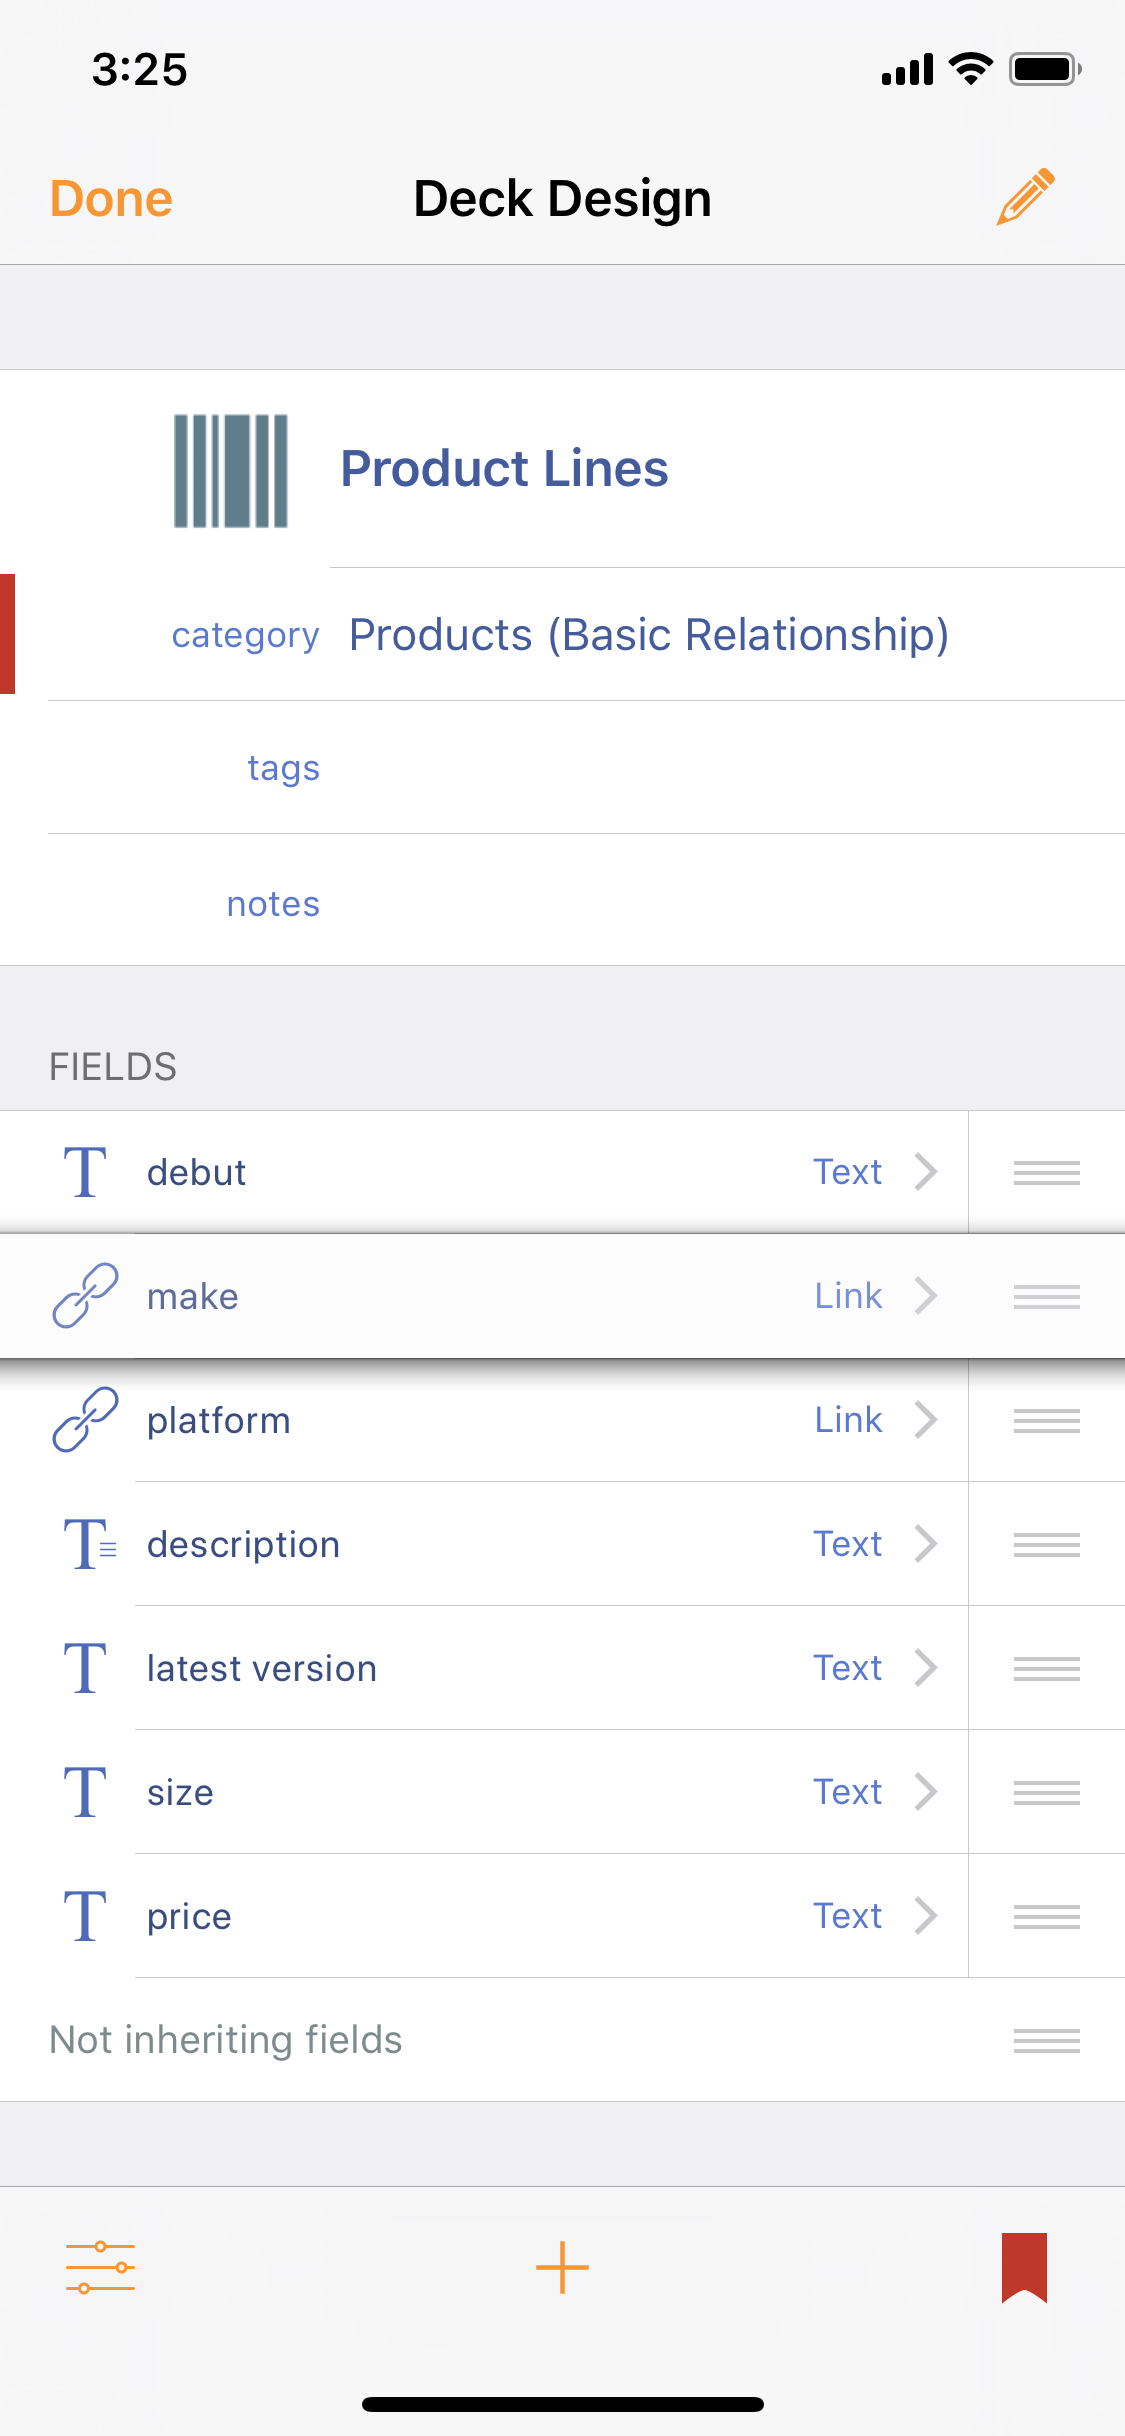 3:25
Done
Deck Design
Product Lines
category Products (Basic Relationship)
tags
notes
FIELDS
debut Text
make Link
platform Link
description Text
latest version Text
size Text
price Text
Not inheriting fields